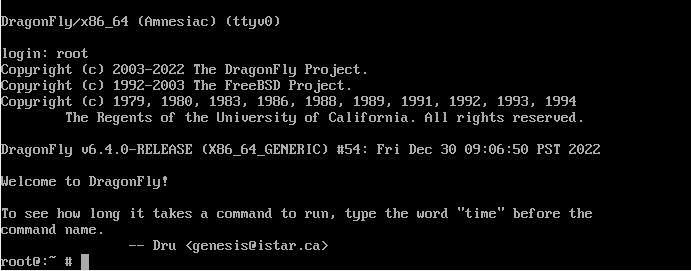 DragonFly/x86_64 (Amnesiac) (ttyv0)
login: root
Copyright (c) 2003-2022 The DragonFly Project.
Copyright (c) 1992-2003 The FreeBSD Project.
Copyright (c) 1979, 1980, 1983, 1986, 1988, 1989, 1991, 1992, 1993, 1994
The Regents of the University of California. All rights reserved.
DragonFly v6.4.0-RELEASE (X86_64_GENERIC) #54: Fri Dec 30 09:06:50 PST 2022
Welcome to DragonFly!
To see how long it takes a command to run, type the word "time" before the
command name.
-- Dru <genesis@istar.ca>
root@:~ #